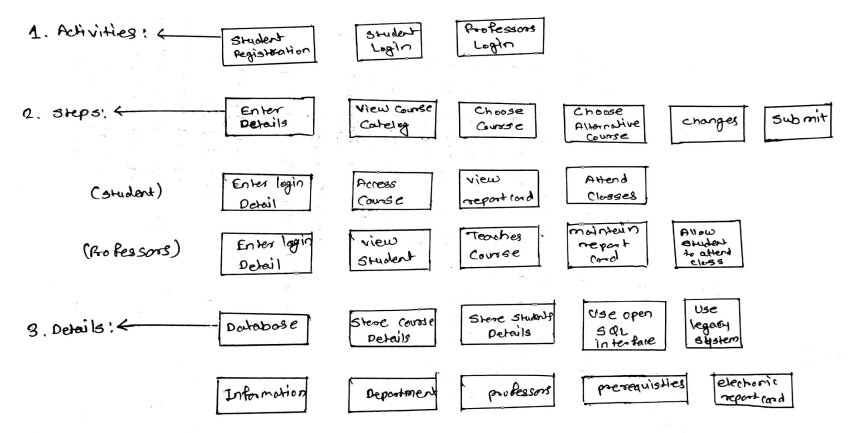 1. Activities:
Student
Registration
Student
Login
Professors
Login
2. Steps:
Enter
Details
View Course
Catelog
Choose
Course
Choose
Alternative
Course
changes
Submit
(student)
Enter login
Detail
Access
Course
view
report card
Attend
Classes
(Professors)
Enter login
Detail
view
Student
Teaches
Course
maintain
report
Card
Allow
Student
to attend
class
3. Details:
Database
Store Course
Details
Store Students
Details
Use open
SQL
interface
Use
legacy
system
Information
Department
professors
prerequisties
electronic
report card